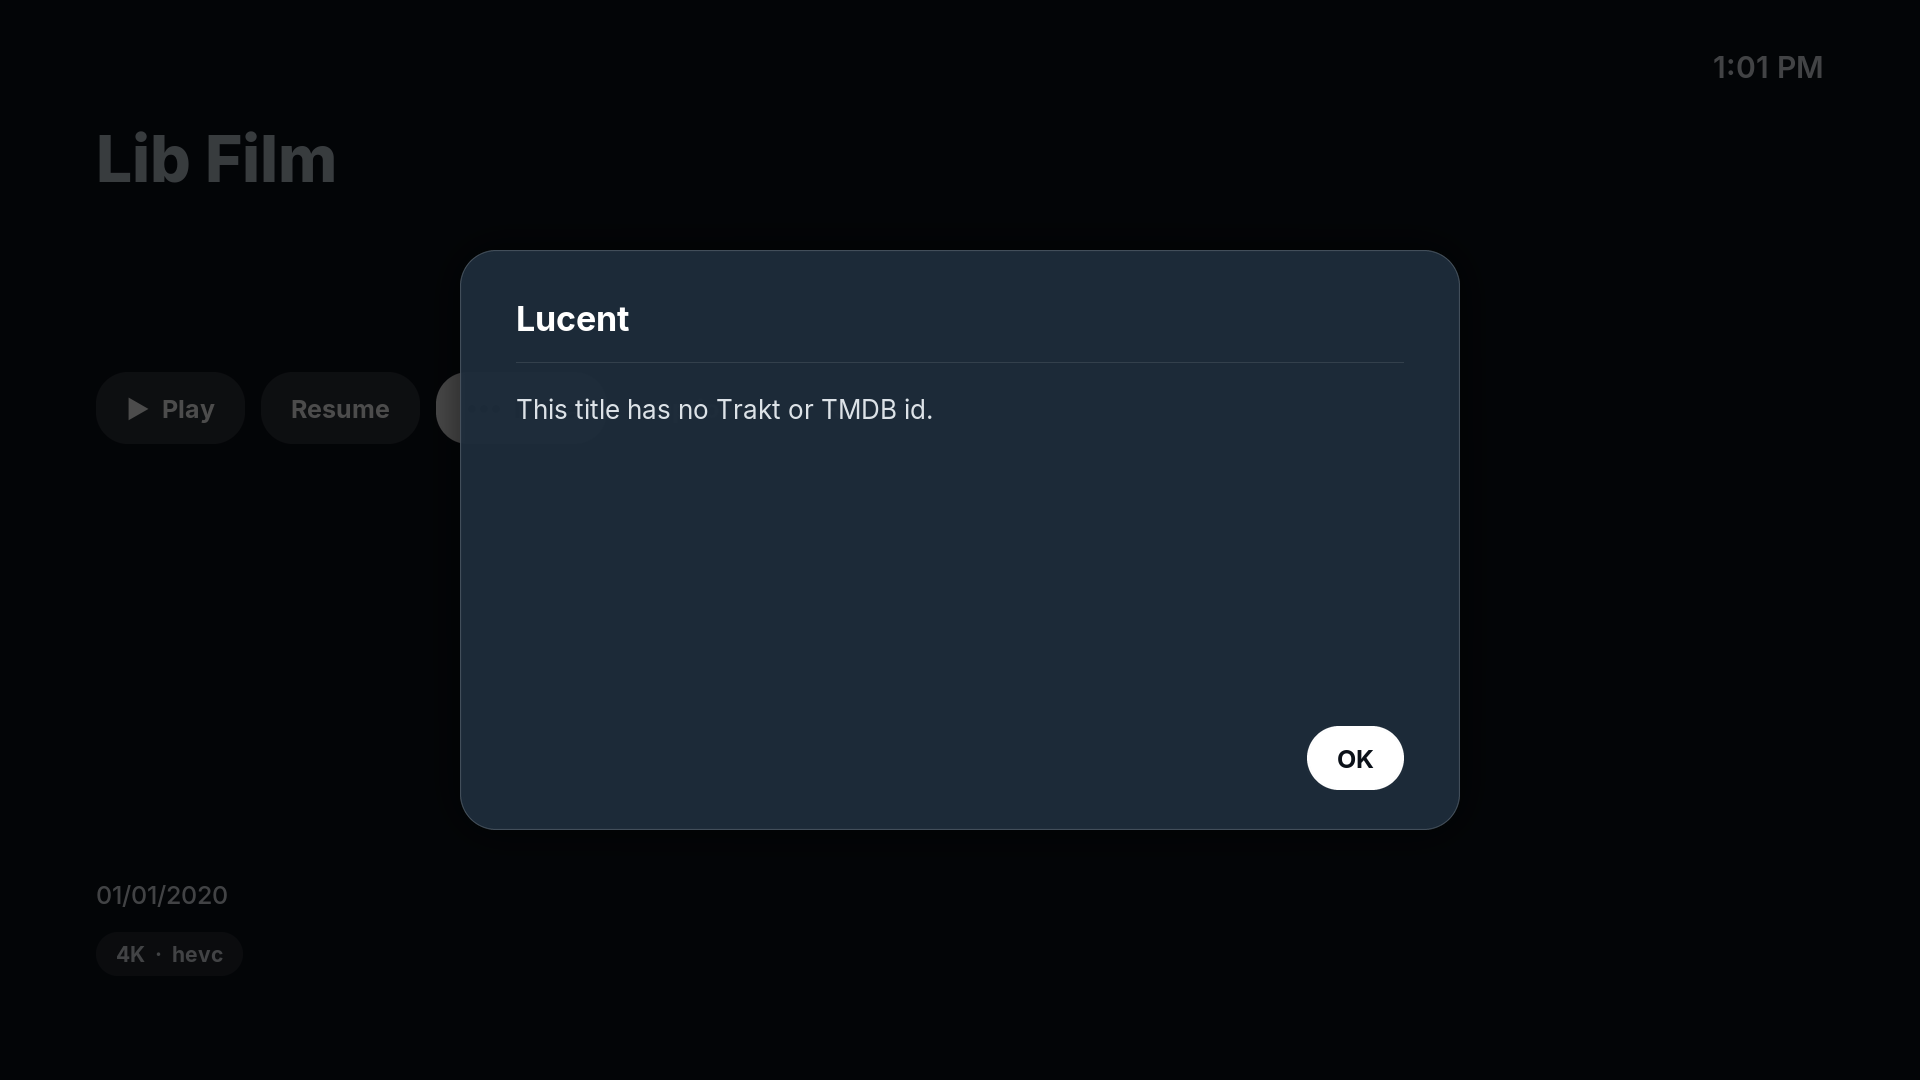 1:01 PM
Lib Film
Lucent
Play
Resume
This title has no Trakt or TMDB id.
OK
01/01/2020
4K · hevc